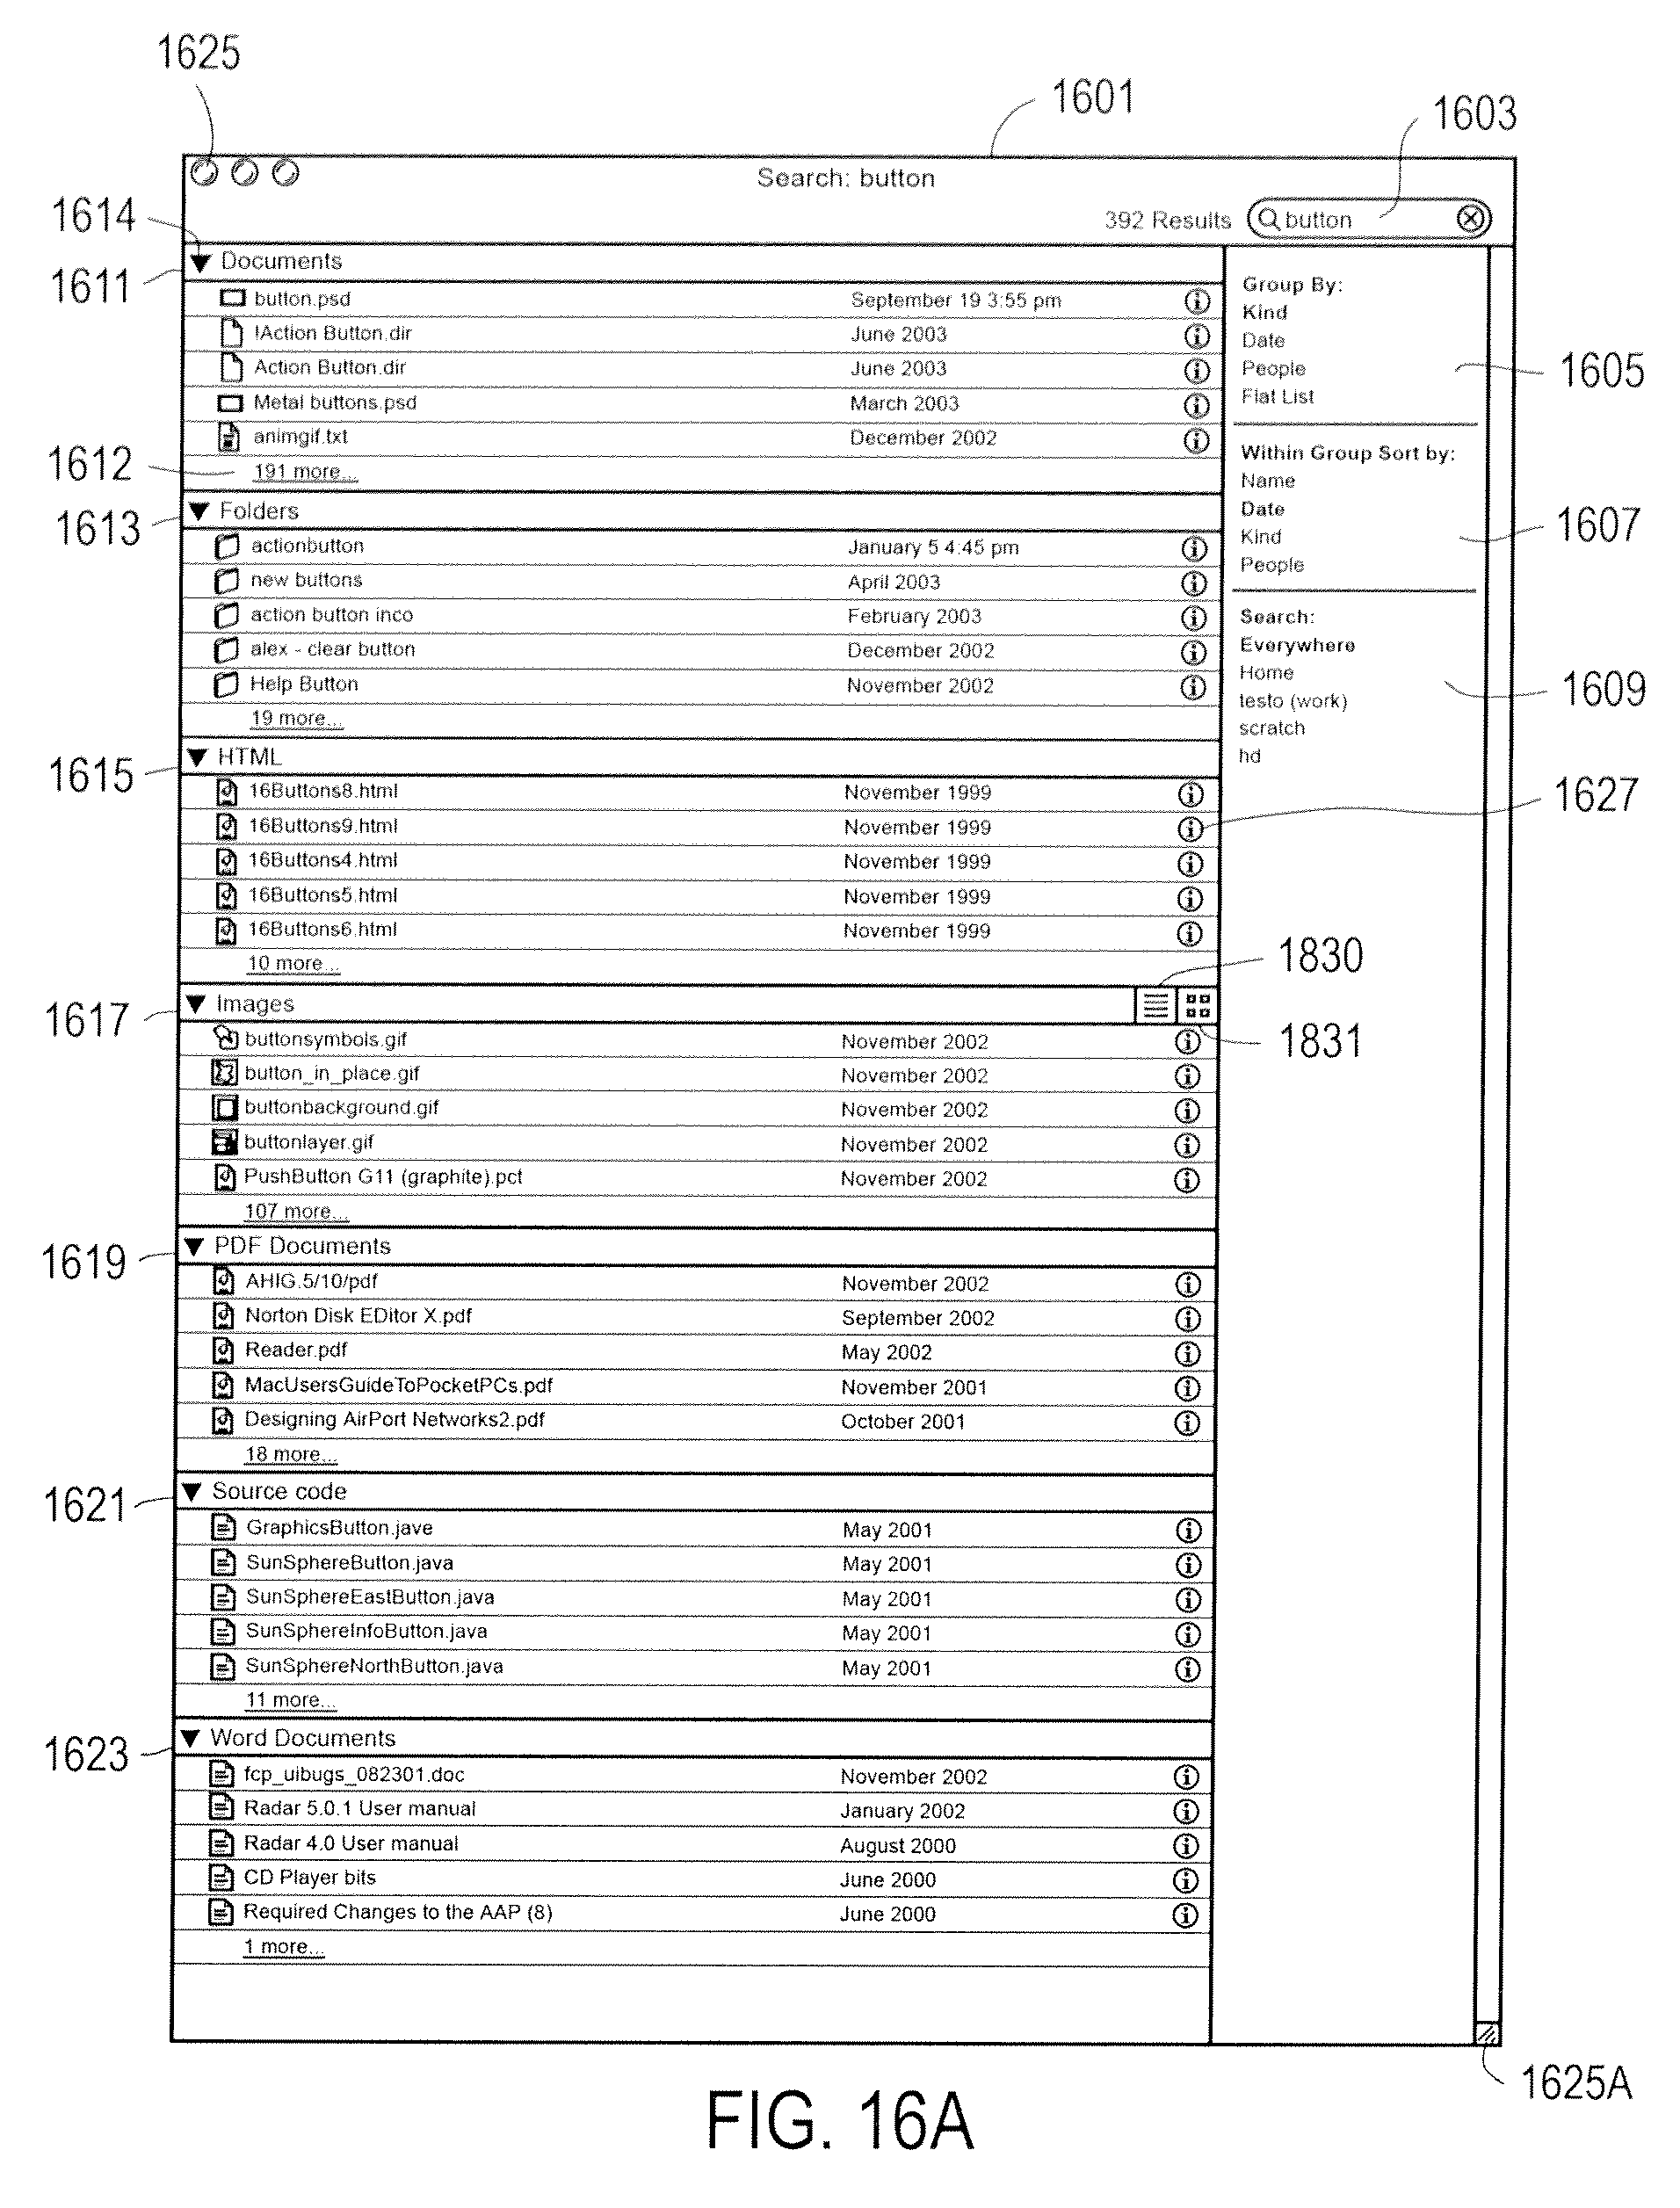 1625
1601
1603
Search: button
392 Results button
1614
1611
Documents
button.psd September 19 3:55 pm
!Action Button.dir June 2003
Action Button.dir June 2003
Metal buttons.psd March 2003
animgif.txt December 2002
1612
191 more...
1613
Folders
actionbutton January 5 4:45 pm
new buttons April 2003
action button inco February 2003
alex - clear button December 2002
Help Button November 2002
19 more...
1615
HTML
16Buttons8.html November 1999
16Buttons9.html November 1999
16Buttons4.html November 1999
16Buttons5.html November 1999
16Buttons6.html November 1999
10 more...
1617
Images
buttonsymbols.gif November 2002
button_in_place.gif November 2002
buttonbackground.gif November 2002
buttonlayer.gif November 2002
PushButton G11 (graphite).pct November 2002
107 more...
1619
PDF Documents
AHIG.5/10/pdf November 2002
Norton Disk EDitor X.pdf September 2002
Reader.pdf May 2002
MacUsersGuideToPocketPCs.pdf November 2001
Designing AirPort Networks2.pdf October 2001
18 more...
1621
Source code
GraphicsButton.jave May 2001
SunSphereButton.java May 2001
SunSphereEastButton.java May 2001
SunSphereInfoButton.java May 2001
SunSphereNorthButton.java May 2001
11 more...
1623
Word Documents
fcp_uibugs_082301.doc November 2002
Radar 5.0.1 User manual January 2002
Radar 4.0 User manual August 2000
CD Player bits June 2000
Required Changes to the AAP (8) June 2000
1 more...
Group By:
Kind
Date
People
Flat List
1605
Within Group Sort by:
Name
Date
Kind
People
1607
Search:
Everywhere
Home
testo (work)
scratch
hd
1609
1627
1830
1831
1625A
FIG. 16A